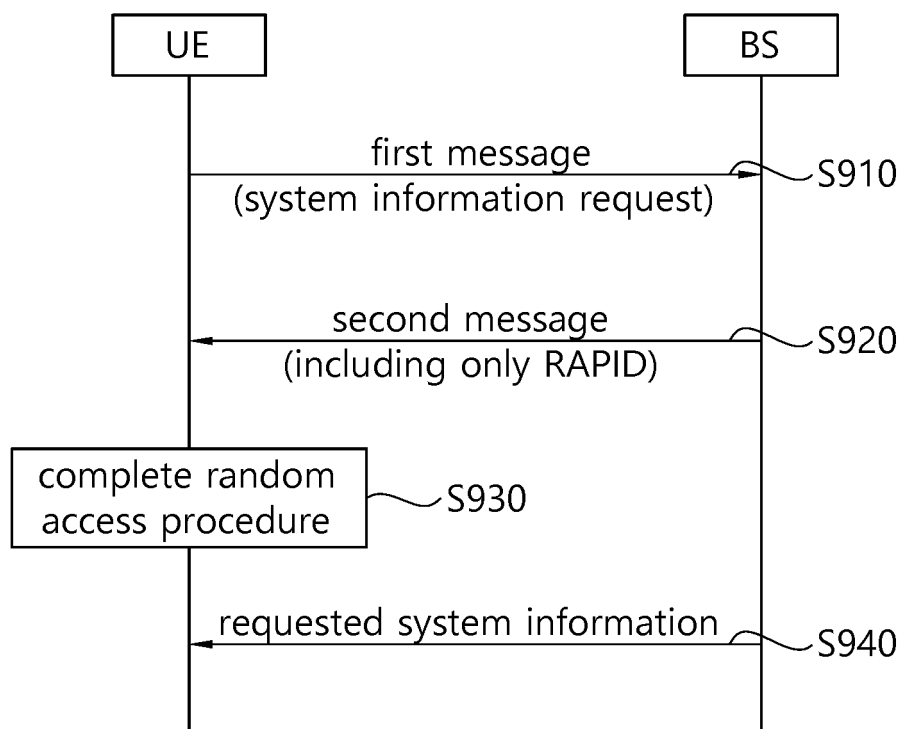 UE
BS
first message
(system information request)
S910
second message
(including only RAPID)
S920
complete random
access procedure
S930
requested system information
S940